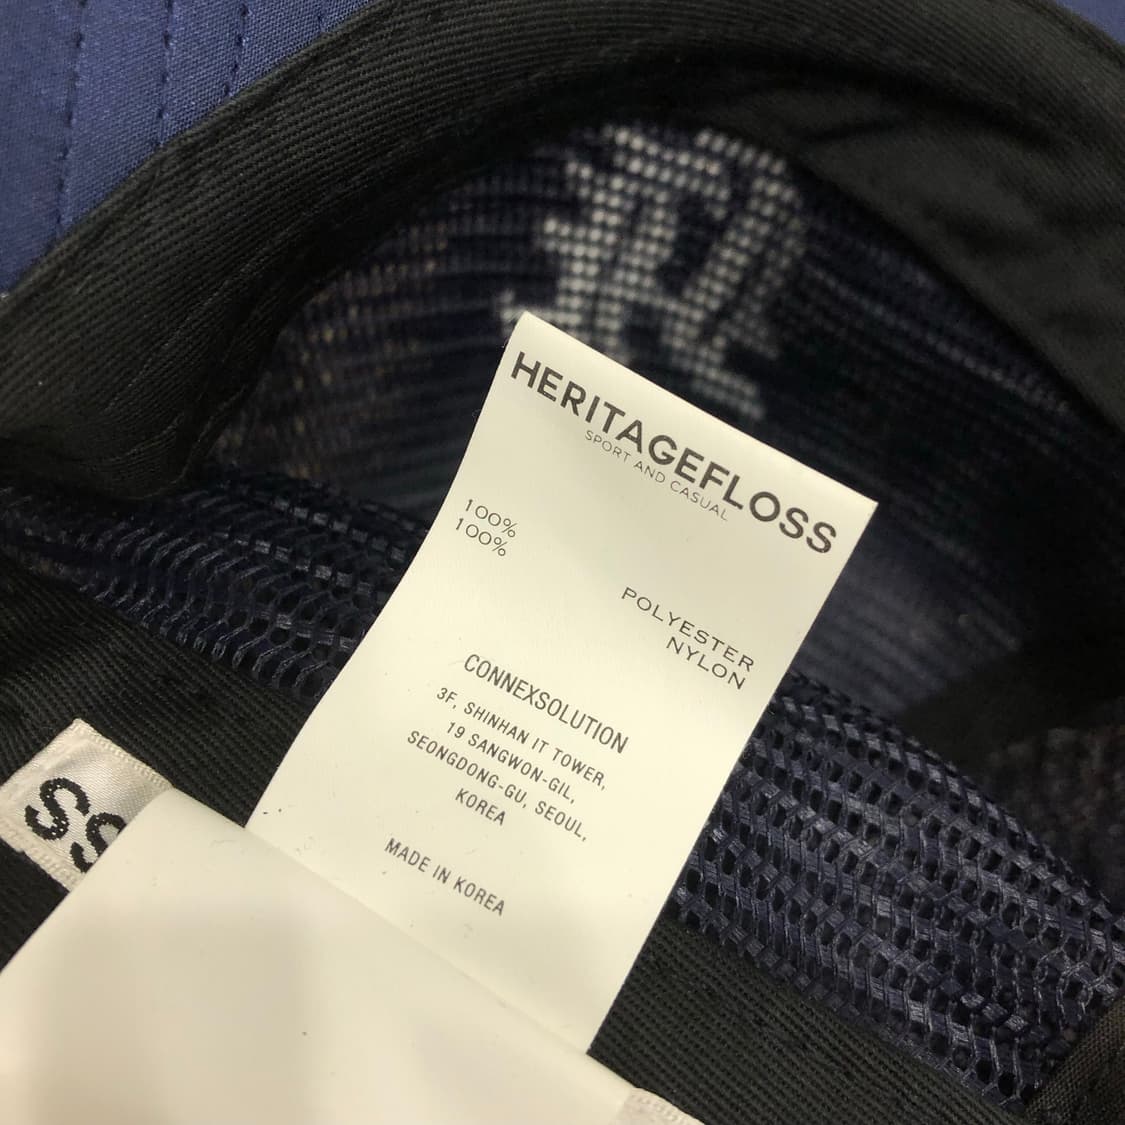 HERITAGEFLOSS
SPORT AND CASUAL
100% POLYESTER
100% NYLON
CONNEXSOLUTION
3F, SHINHAN IT TOWER,
19 SANGWON-GIL,
SEONGDONG-GU, SEOUL,
KOREA
MADE IN KOREA